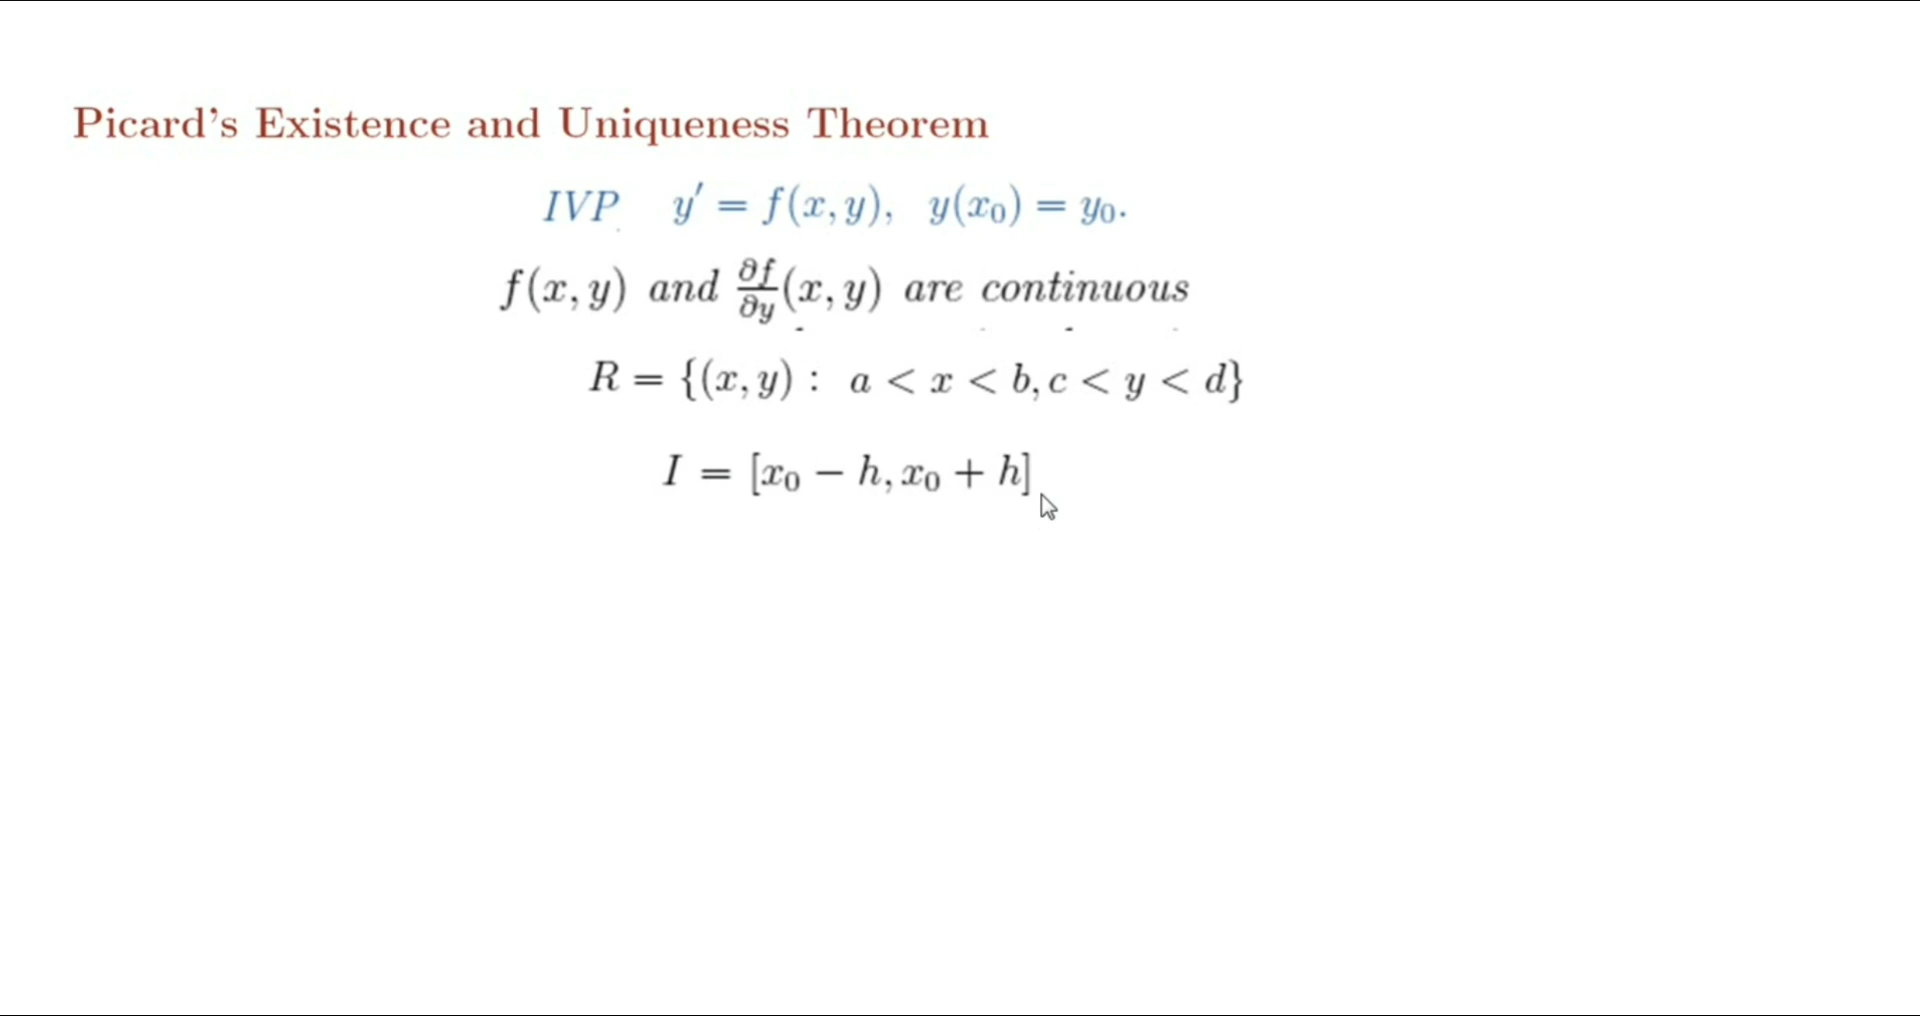 Picard's Existence and Uniqueness Theorem
IVP y′ = f(x, y), y(x₀) = y₀.
f(x, y) and ∂f/∂y(x, y) are continuous
R = {(x, y) : a < x < b, c < y < d}
I = [x₀ − h, x₀ + h]